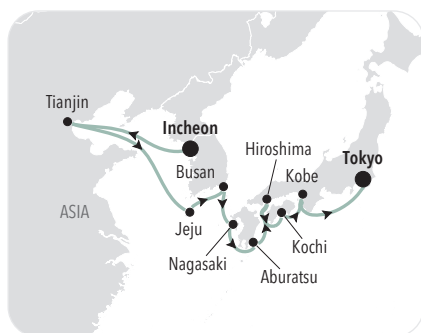 Tianjin
Incheon
Busan
Hiroshima
Kobe
Tokyo
ASIA
Jeju
Nagasaki
Aburatsu
Kochi